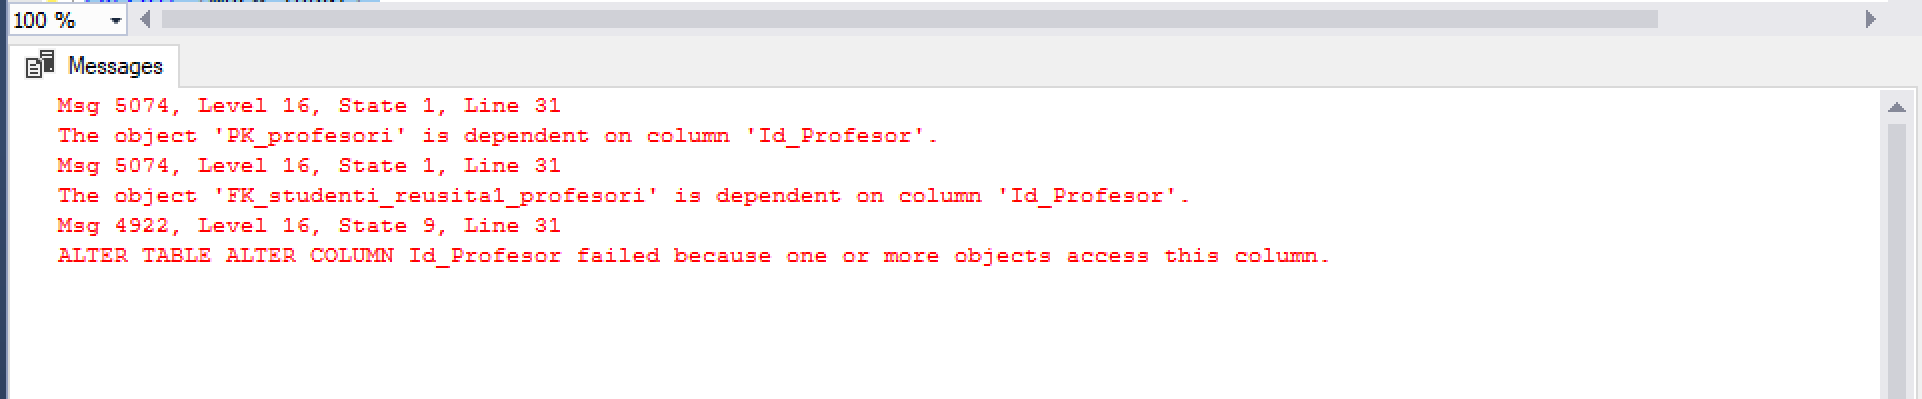 100 %
Messages
Msg 5074, Level 16, State 1, Line 31
The object 'PK_profesori' is dependent on column 'Id_Profesor'.
Msg 5074, Level 16, State 1, Line 31
The object 'FK_studenti_reusita1_profesori' is dependent on column 'Id_Profesor'.
Msg 4922, Level 16, State 9, Line 31
ALTER TABLE ALTER COLUMN Id_Profesor failed because one or more objects access this column.